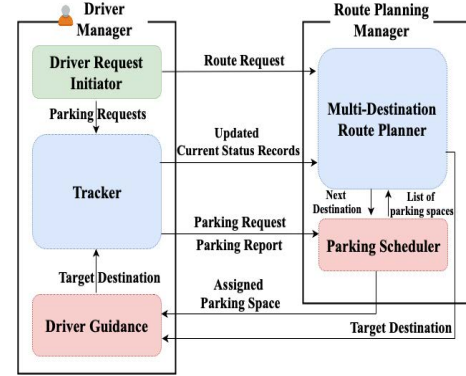 Driver
Manager
Route Planning
Manager
Driver Request
Initiator
Route Request
Multi-Destination
Route Planner
Parking Requests
Updated
Current Status Records
Tracker
Next
Destination
List of
parking spaces
Parking Request
Parking Report
Parking Scheduler
Target Destination
Assigned
Parking Space
Driver Guidance
Target Destination